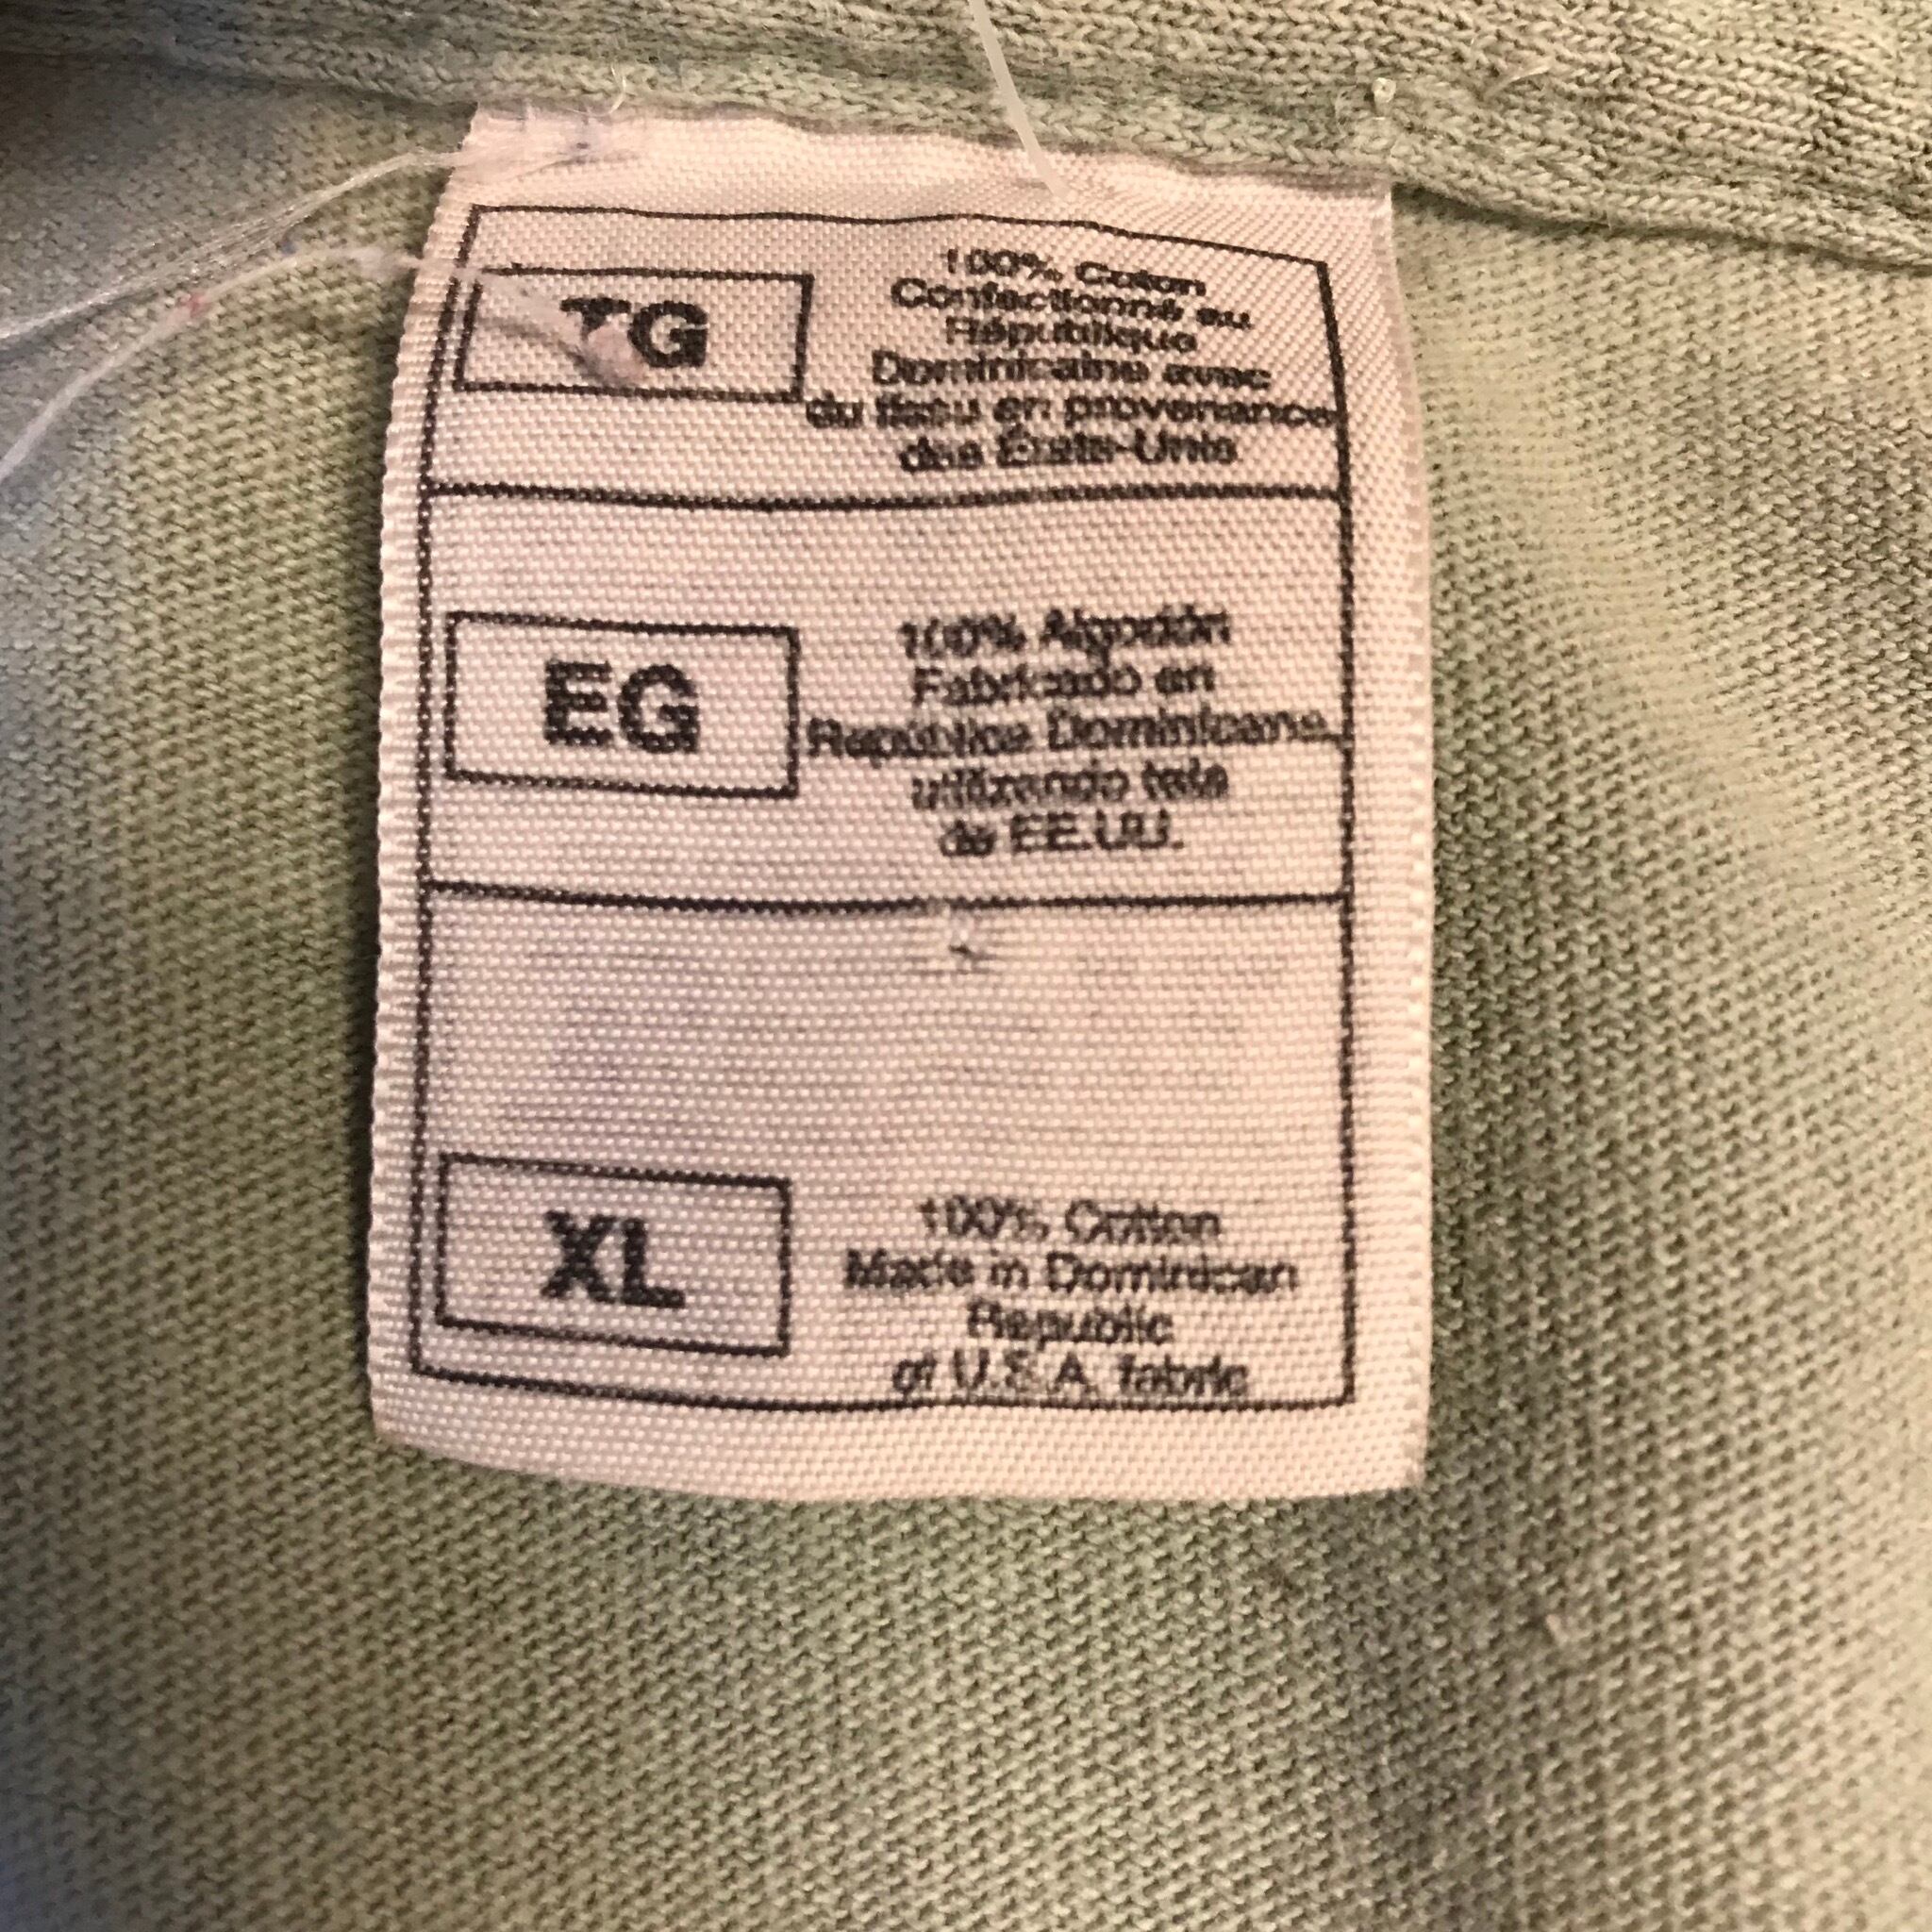 TG
100% Coton
Confectionné au
République
Dominicaine avec
du tissu en provenance
des États-Unis
EG
100% Algodón
Fabricado en
República Dominicana
utilizando tela
de EE.UU.
XL
100% Cotton
Made in Dominican
Republic
of U.S.A. fabric